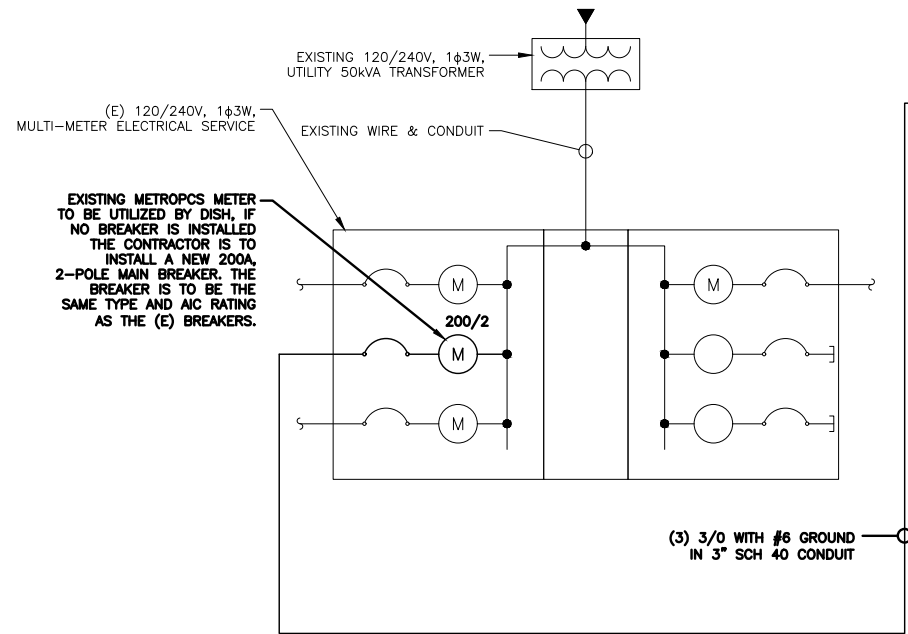 EXISTING 120/240V, 1ϕ3W,
UTILITY 50kVA TRANSFORMER
(E) 120/240V, 1ϕ3W,
MULTI-METER ELECTRICAL SERVICE
EXISTING WIRE & CONDUIT
EXISTING METROPCS METER
TO BE UTILIZED BY DISH, IF
NO BREAKER IS INSTALLED
THE CONTRACTOR IS TO
INSTALL A NEW 200A,
2-POLE MAIN BREAKER. THE
BREAKER IS TO BE THE
SAME TYPE AND AIC RATING
AS THE (E) BREAKERS.
M
M
200/2
M
M
(3) 3/0 WITH #6 GROUND
IN 3" SCH 40 CONDUIT